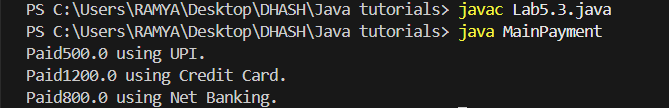 PS C:\Users\RAMYA\Desktop\DHASH\Java tutorials> javac Lab5.3.java
PS C:\Users\RAMYA\Desktop\DHASH\Java tutorials> java MainPayment
Paid500.0 using UPI.
Paid1200.0 using Credit Card.
Paid800.0 using Net Banking.